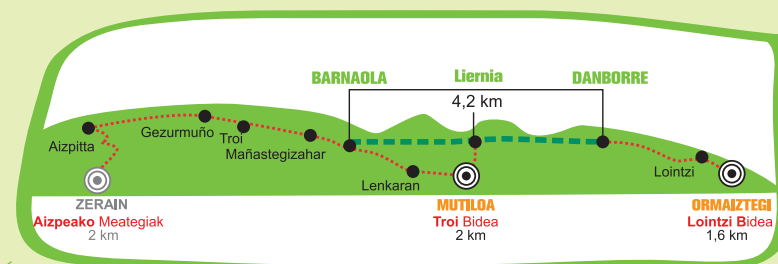 BARNAOLA
Liernia
DANBORRE
4,2 km
Aizpitta
Gezurmuño
Troi
Mañastegizahar
Lenkaran
Lointzi
ZERAIN
Aizpeako Meategiak
2 km
MUTILOA
Troi Bidea
2 km
ORMAIZTEGI
Lointzi Bidea
1,6 km